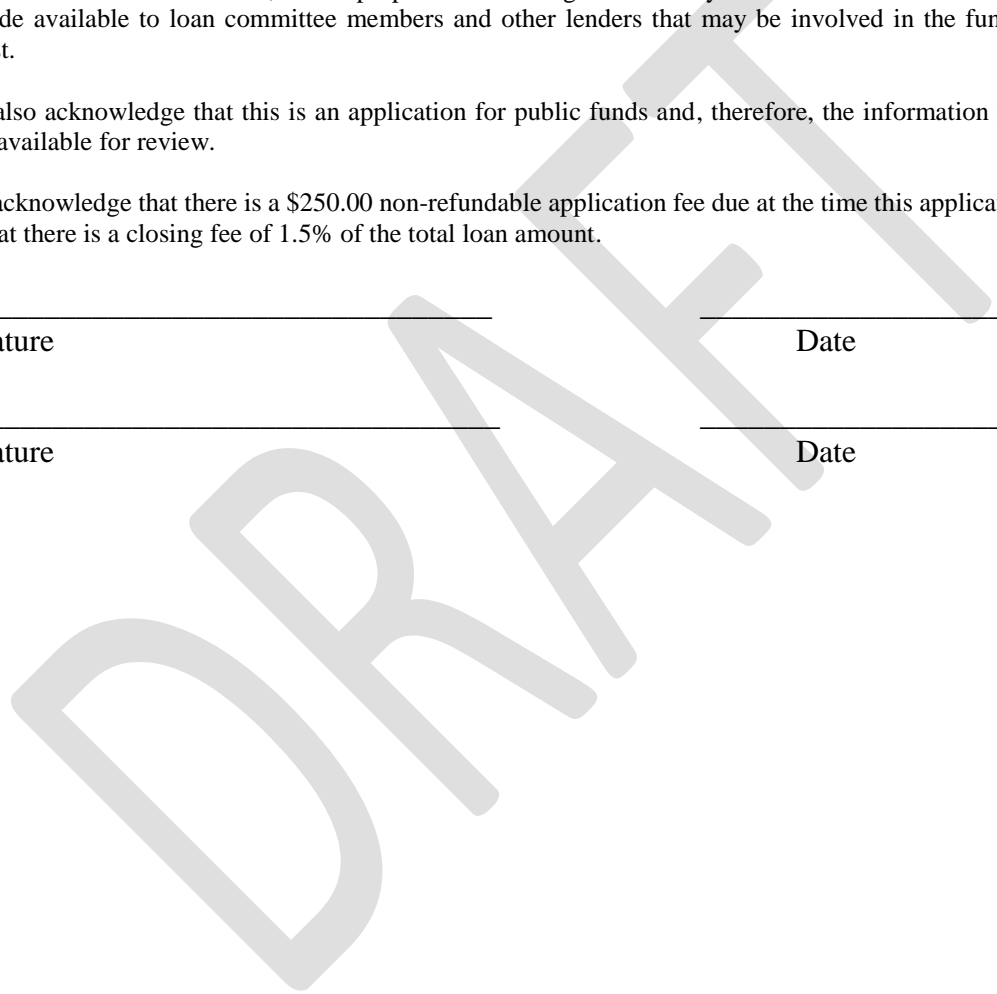 de available to loan committee members and other lenders that may be involved in the fun
t.
also acknowledge that this is an application for public funds and, therefore, the information
available for review.
acknowledge that there is a $250.00 non-refundable application fee due at the time this applica
at there is a closing fee of 1.5% of the total loan amount.
ature Date
ature Date
DRAFT